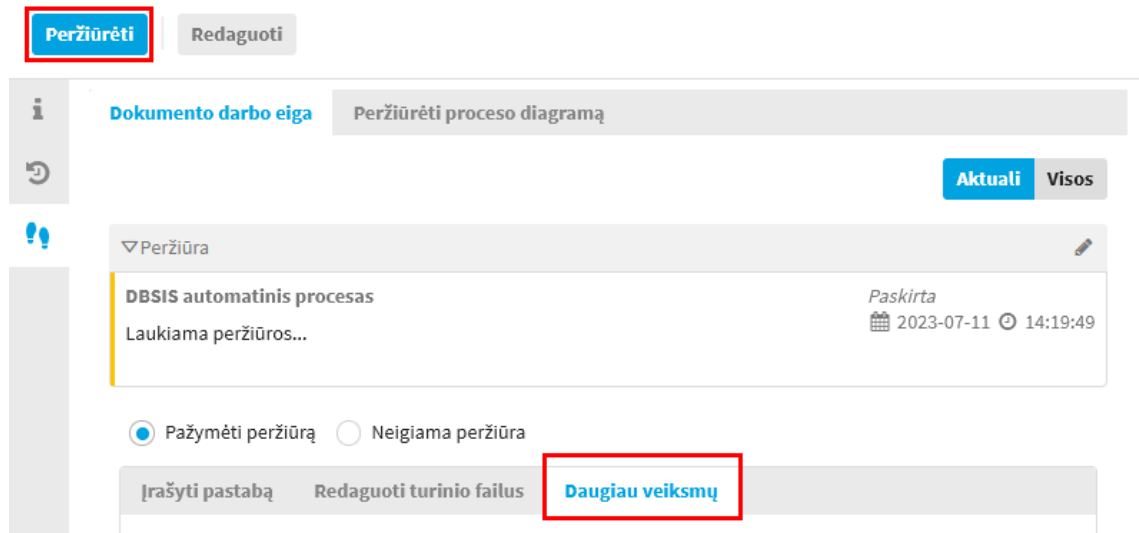 Peržiūrėti Redaguoti
Dokumento darbo eiga Peržiūrėti proceso diagramą
Aktuali Visos
Peržiūra
DBSIS automatinis procesas Paskirta
Laukiama peržiūros... 2023-07-11 14:19:49
Pažymėti peržiūrą Neigiama peržiūra
Įrašyti pastabą Redaguoti turinio failus Daugiau veiksmų